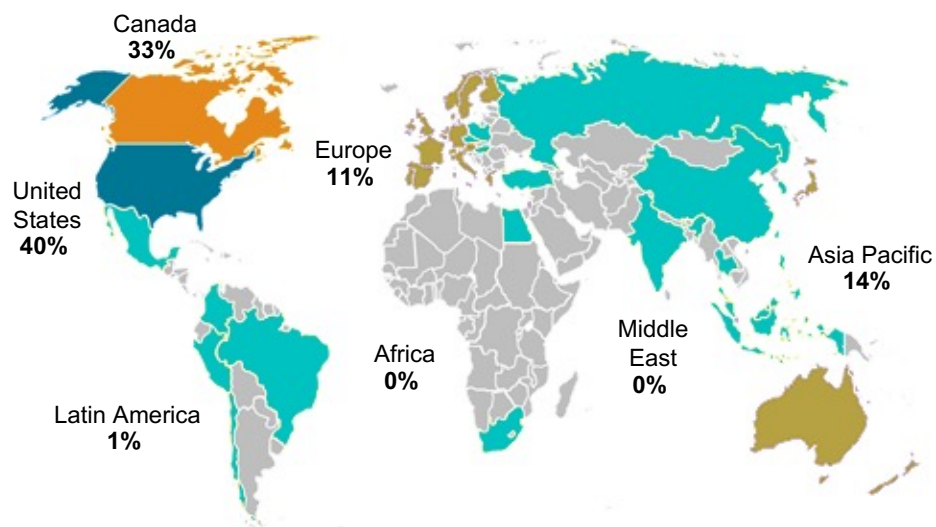 Canada
33%
Europe
11%
United
States
40%
Asia Pacific
14%
Middle
East
0%
Africa
0%
Latin America
1%